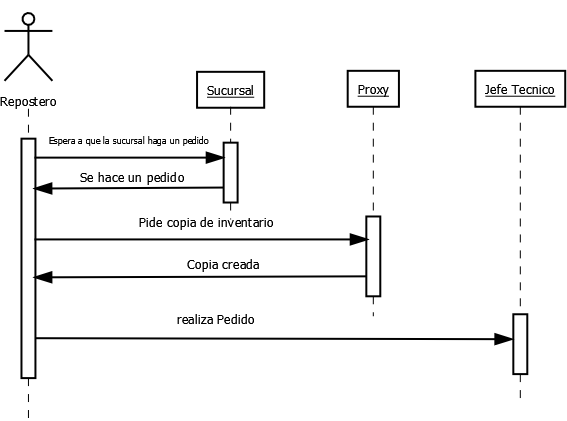 Repostero
Sucursal
Proxy
Jefe Tecnico
Espera a que la sucursal haga un pedido
Se hace un pedido
Pide copia de inventario
Copia creada
realiza Pedido